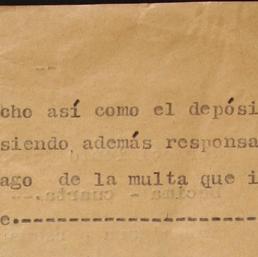 cho así como el depósi
siendo además responsa
ago de la multa que i
e.-----------------------